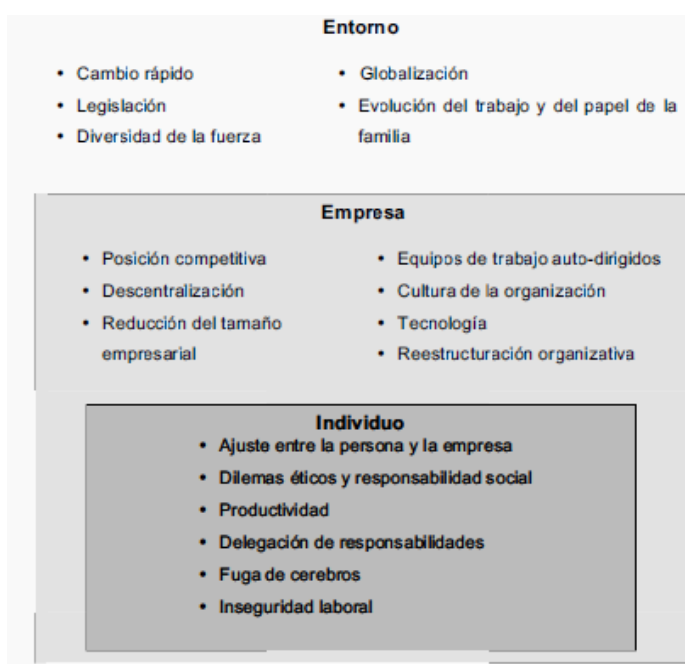 Entorno
• Cambio rápido
• Legislación
• Diversidad de la fuerza
• Globalización
• Evolución del trabajo y del papel de la
familia
Empresa
• Posición competitiva
• Descentralización
• Reducción del tamaño
empresarial
• Equipos de trabajo auto-dirigidos
• Cultura de la organización
• Tecnología
• Reestructuración organizativa
Individuo
• Ajuste entre la persona y la empresa
• Dilemas éticos y responsabilidad social
• Productividad
• Delegación de responsabilidades
• Fuga de cerebros
• Inseguridad laboral